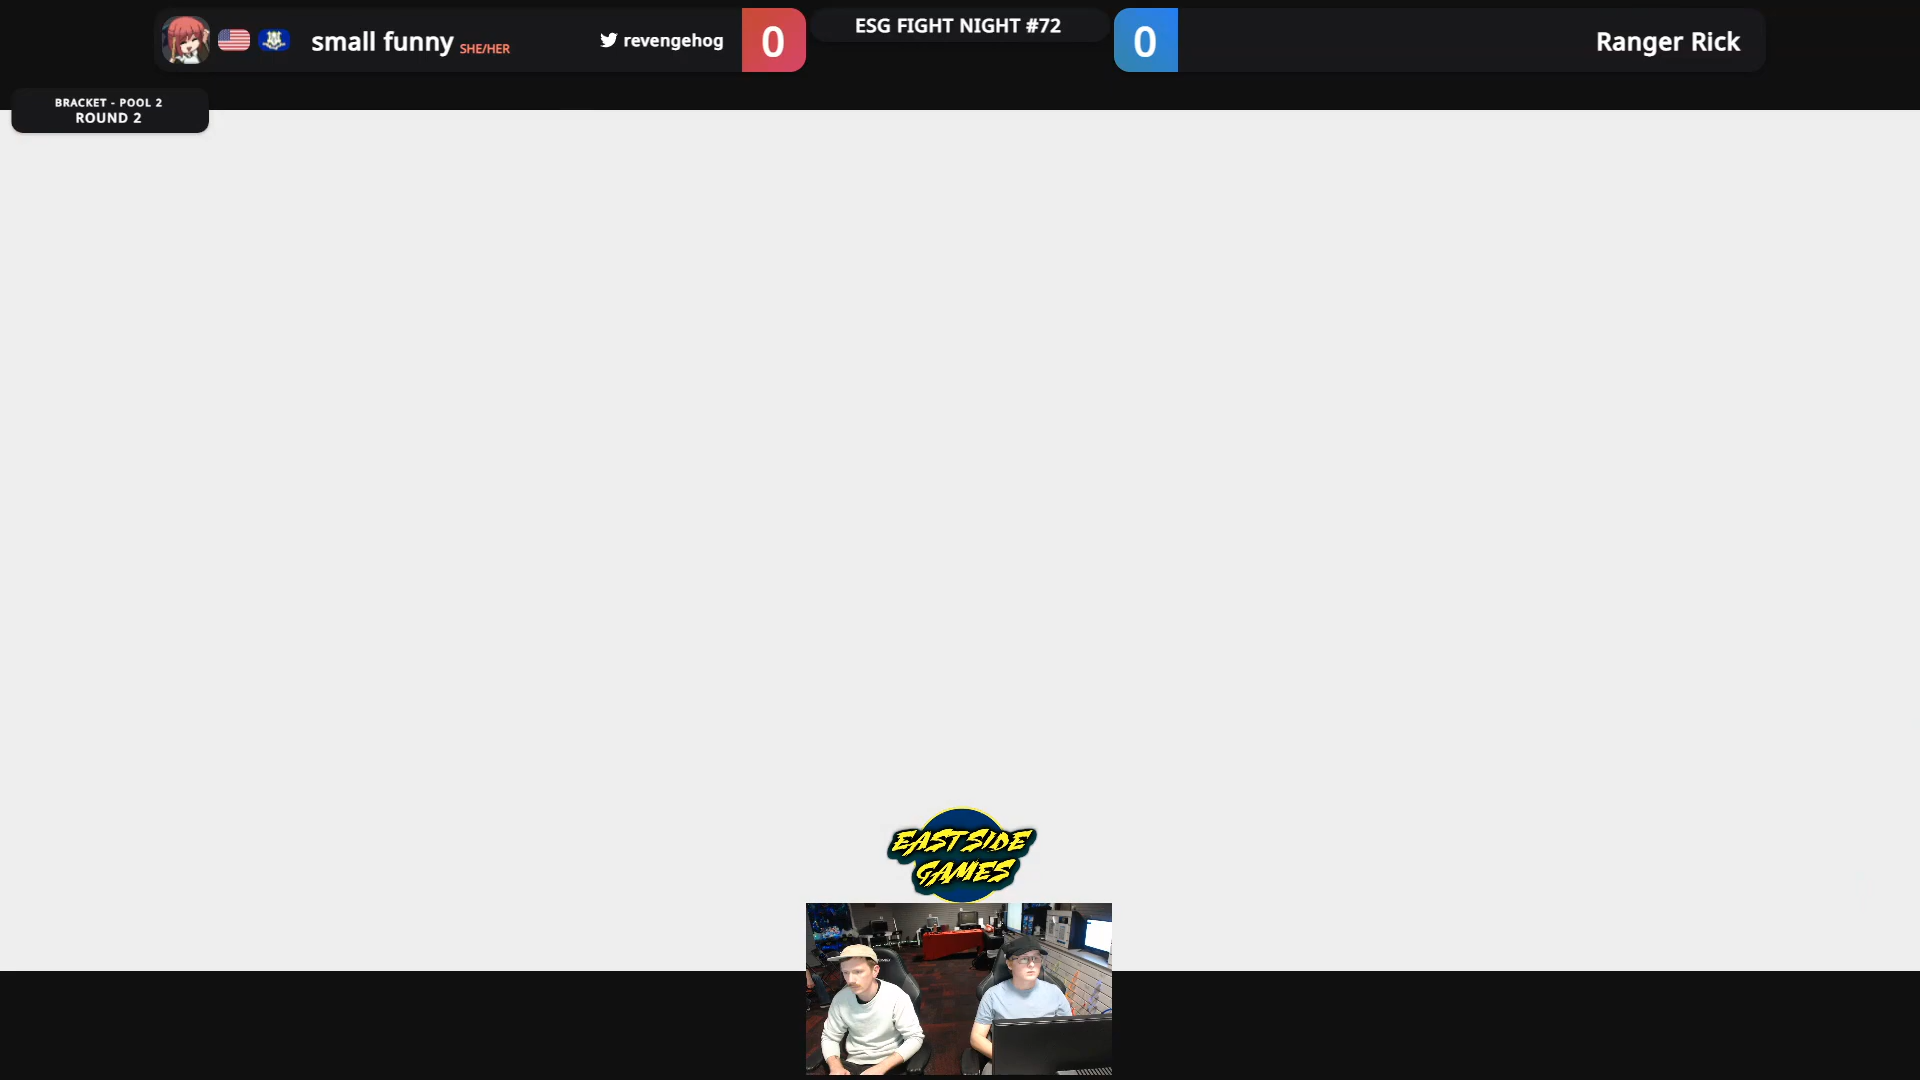 small funny SHE/HER
revengehog
0
ESG FIGHT NIGHT #72
0
Ranger Rick
BRACKET - POOL 2
ROUND 2
EAST SIDE
GAMES